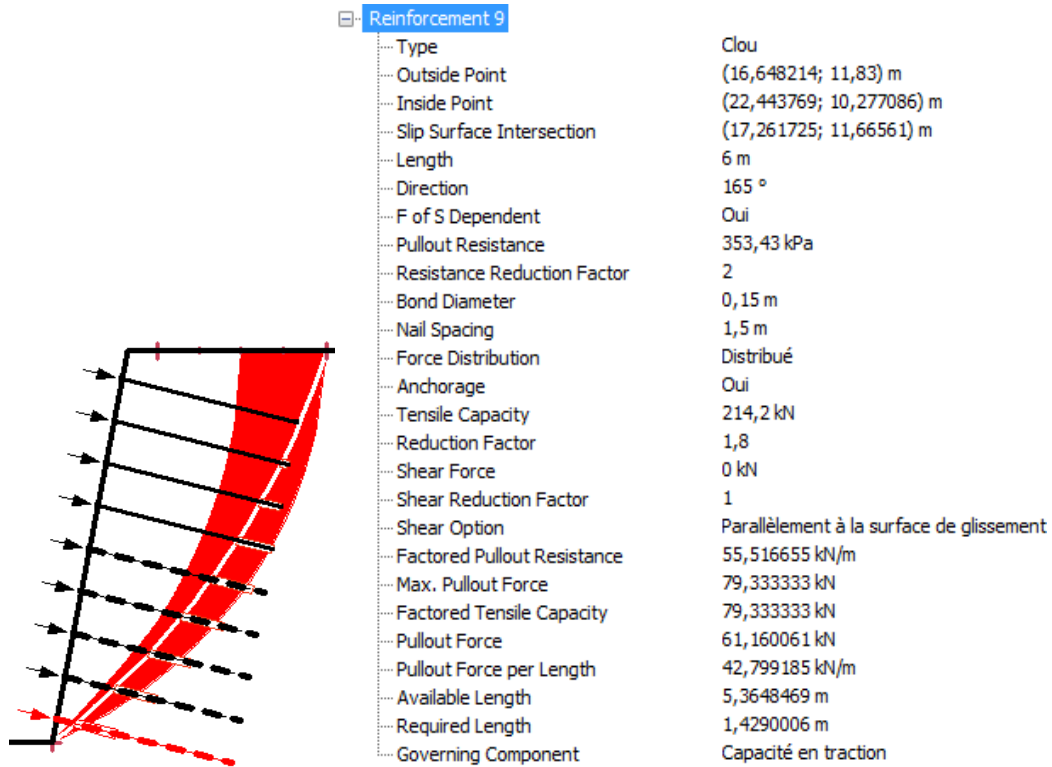 Reinforcement 9
Type Clou
Outside Point (16,648214; 11,83) m
Inside Point (22,443769; 10,277086) m
Slip Surface Intersection (17,261725; 11,66561) m
Length 6 m
Direction 165 °
F of S Dependent Oui
Pullout Resistance 353,43 kPa
Resistance Reduction Factor 2
Bond Diameter 0,15 m
Nail Spacing 1,5 m
Force Distribution Distribué
Anchorage Oui
Tensile Capacity 214,2 kN
Reduction Factor 1,8
Shear Force 0 kN
Shear Reduction Factor 1
Shear Option Parallèlement à la surface de glissement
Factored Pullout Resistance 55,516655 kN/m
Max. Pullout Force 79,333333 kN
Factored Tensile Capacity 79,333333 kN
Pullout Force 61,160061 kN
Pullout Force per Length 42,799185 kN/m
Available Length 5,3648469 m
Required Length 1,4290006 m
Governing Component Capacité en traction